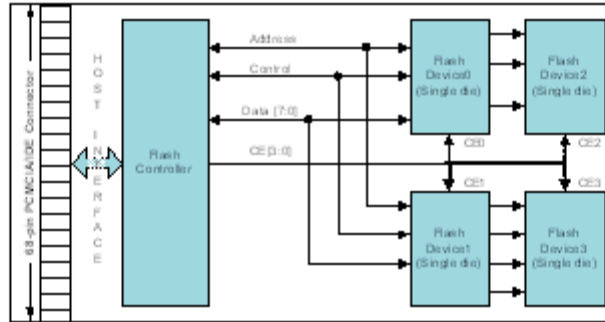 68-pin PCMCIA/IDE Connector
HOST INTERFACE
Flash
Controller
Address
Control
Data [7:0]
CE[3:0]
Flash
Device0
(Single die)
Flash
Device2
(Single die)
CE0
CE2
CE1
CE3
Flash
Device1
(Single die)
Flash
Device3
(Single die)